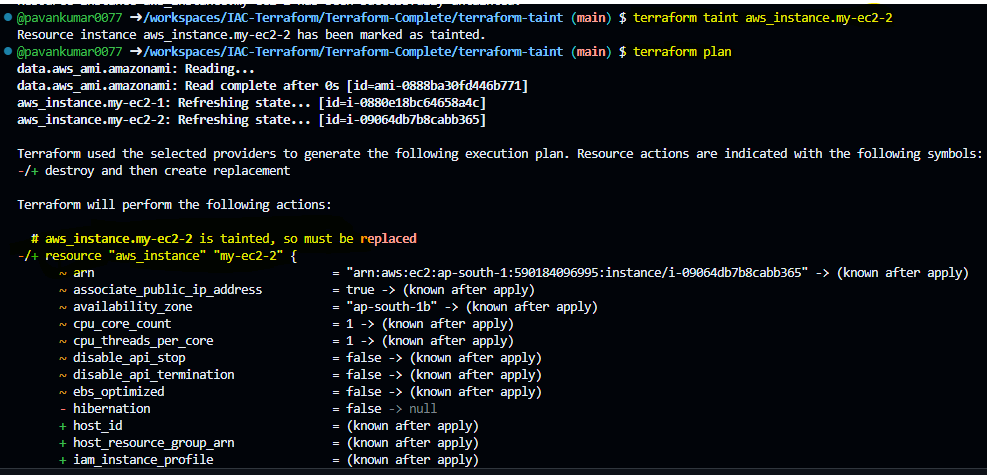 @pavankumar0077 ➜/workspaces/IAC-Terraform/Terraform-Complete/terraform-taint (main) $ terraform taint aws_instance.my-ec2-2
Resource instance aws_instance.my-ec2-2 has been marked as tainted.
@pavankumar0077 ➜/workspaces/IAC-Terraform/Terraform-Complete/terraform-taint (main) $ terraform plan
data.aws_ami.amazonami: Reading...
data.aws_ami.amazonami: Read complete after 0s [id=ami-0888ba30fd446b771]
aws_instance.my-ec2-1: Refreshing state... [id=i-0880e18bc64658a4c]
aws_instance.my-ec2-2: Refreshing state... [id=i-09064db7b8cabb365]
Terraform used the selected providers to generate the following execution plan. Resource actions are indicated with the following symbols:
-/+ destroy and then create replacement
Terraform will perform the following actions:
# aws_instance.my-ec2-2 is tainted, so must be replaced
-/+ resource "aws_instance" "my-ec2-2" {
~ arn = "arn:aws:ec2:ap-south-1:590184096995:instance/i-09064db7b8cabb365" -> (known after apply)
~ associate_public_ip_address = true -> (known after apply)
~ availability_zone = "ap-south-1b" -> (known after apply)
~ cpu_core_count = 1 -> (known after apply)
~ cpu_threads_per_core = 1 -> (known after apply)
~ disable_api_stop = false -> (known after apply)
~ disable_api_termination = false -> (known after apply)
~ ebs_optimized = false -> (known after apply)
- hibernation = false -> null
+ host_id = (known after apply)
+ host_resource_group_arn = (known after apply)
+ iam_instance_profile = (known after apply)